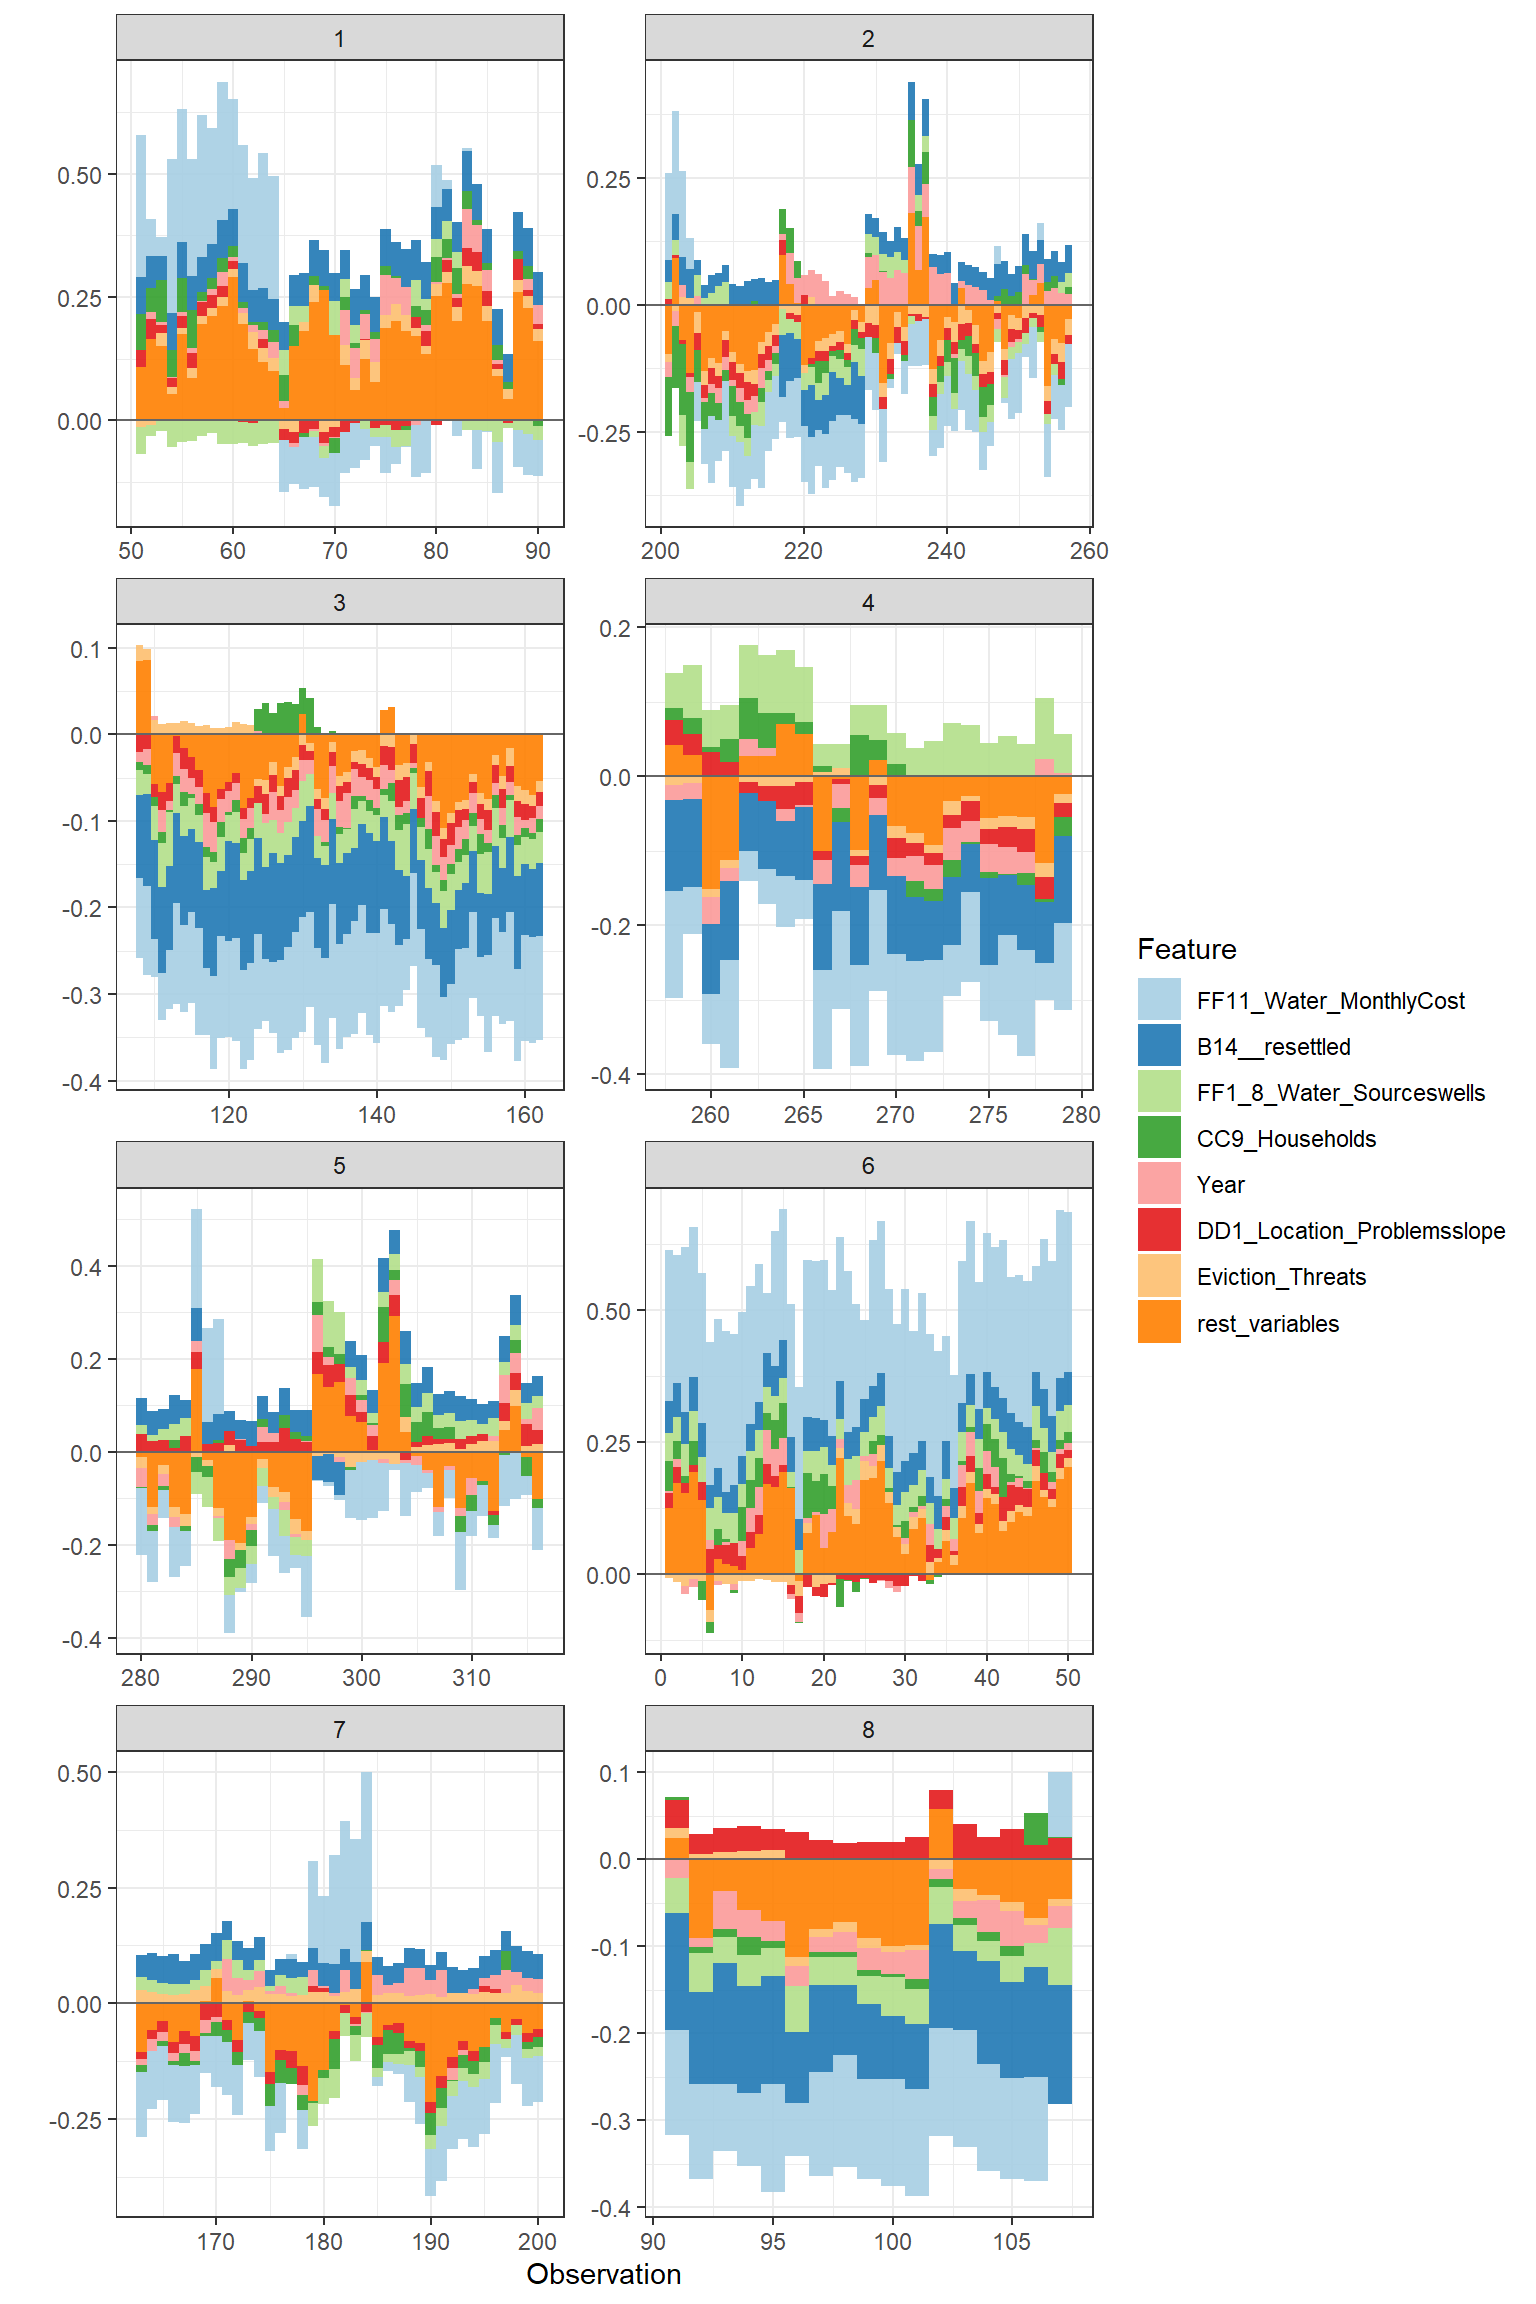 1
2
0.50
0.25
0.00
50 60 70 80 90
0.25
0.00
-0.25
200 220 240 260
3
4
0.1
0.0
-0.1
-0.2
-0.3
-0.4
120 140 160
0.2
0.0
-0.2
-0.4
260 265 270 275 280
5
6
0.4
0.2
0.0
-0.2
-0.4
280 290 300 310
0.50
0.25
0.00
0 10 20 30 40 50
7
8
0.50
0.25
0.00
-0.25
170 180 190 200
0.1
0.0
-0.1
-0.2
-0.3
-0.4
90 95 100 105
Observation
Feature
FF11_Water_MonthlyCost
B14__resettled
FF1_8_Water_Sourceswells
CC9_Households
Year
DD1_Location_Problemsslope
Eviction_Threats
rest_variables